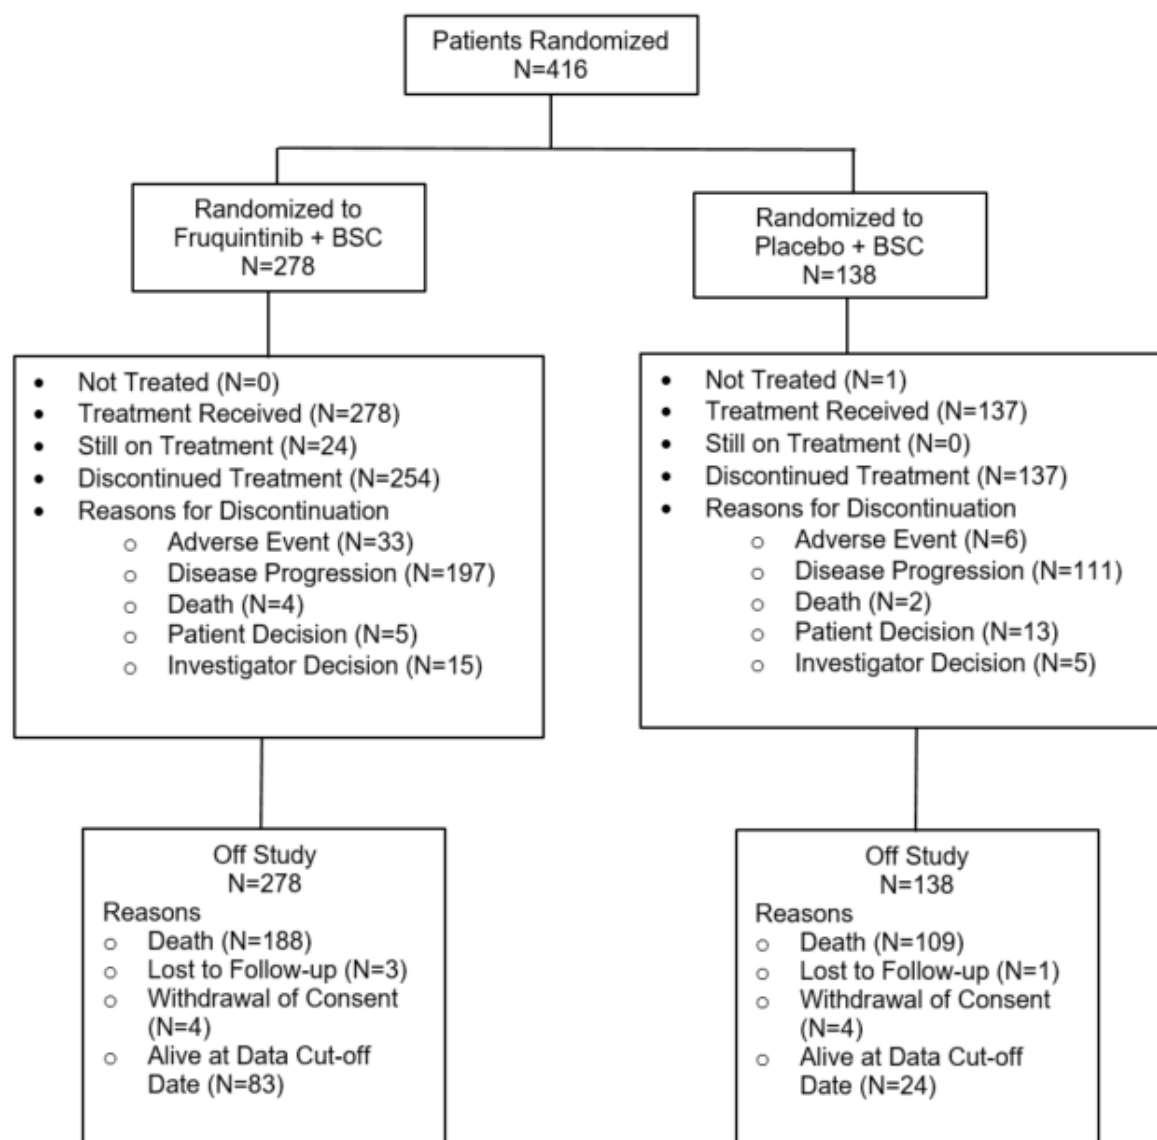 Patients Randomized
N=416
Randomized to
Fruquintinib + BSC
N=278
Randomized to
Placebo + BSC
N=138
• Not Treated (N=0)
• Treatment Received (N=278)
• Still on Treatment (N=24)
• Discontinued Treatment (N=254)
• Reasons for Discontinuation
o Adverse Event (N=33)
o Disease Progression (N=197)
o Death (N=4)
o Patient Decision (N=5)
o Investigator Decision (N=15)
• Not Treated (N=1)
• Treatment Received (N=137)
• Still on Treatment (N=0)
• Discontinued Treatment (N=137)
• Reasons for Discontinuation
o Adverse Event (N=6)
o Disease Progression (N=111)
o Death (N=2)
o Patient Decision (N=13)
o Investigator Decision (N=5)
Off Study
N=278
Reasons
o Death (N=188)
o Lost to Follow-up (N=3)
o Withdrawal of Consent
(N=4)
o Alive at Data Cut-off
Date (N=83)
Off Study
N=138
Reasons
o Death (N=109)
o Lost to Follow-up (N=1)
o Withdrawal of Consent
(N=4)
o Alive at Data Cut-off
Date (N=24)